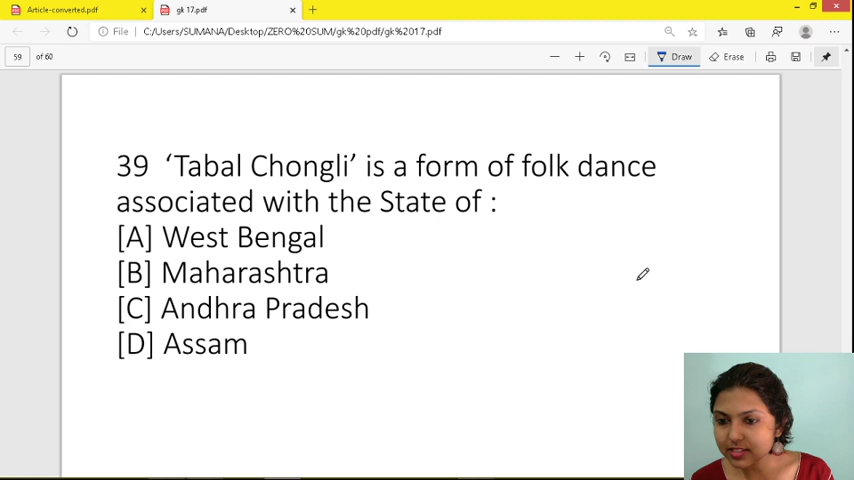 Article-converted.pdf
gk 17.pdf
File
C:/Users/SUMANA/Desktop/ZERO%20SUM/gk%20pdf/gk%2017.pdf
59 of 60
Draw
Erase
39 ‘Tabal Chongli’ is a form of folk dance
associated with the State of :
[A] West Bengal
[B] Maharashtra
[C] Andhra Pradesh
[D] Assam